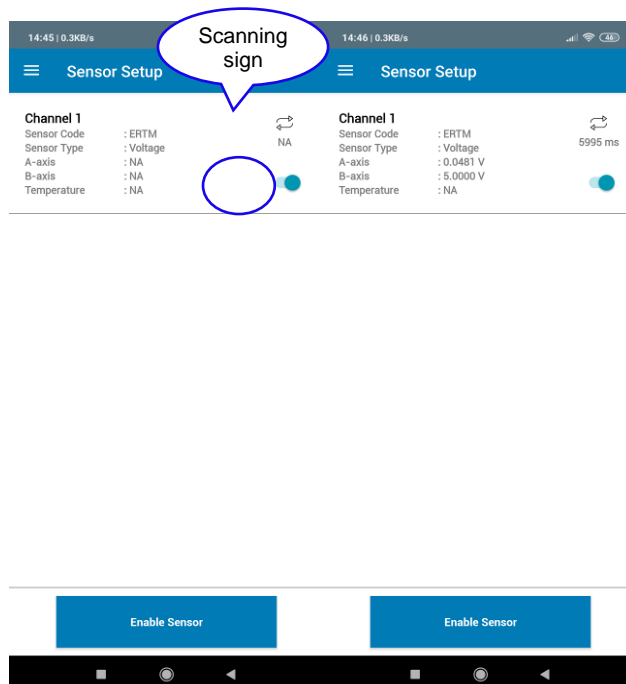 14:45 | 0.3KB/s
Scanning
sign
Sensor Setup
Channel 1
Sensor Code : ERTM
Sensor Type : Voltage
A-axis : NA
B-axis : NA
Temperature : NA
NA
Enable Sensor
14:46 | 0.3KB/s
46
Sensor Setup
Channel 1
Sensor Code : ERTM
Sensor Type : Voltage
A-axis : 0.0481 V
B-axis : 5.0000 V
Temperature : NA
5995 ms
Enable Sensor